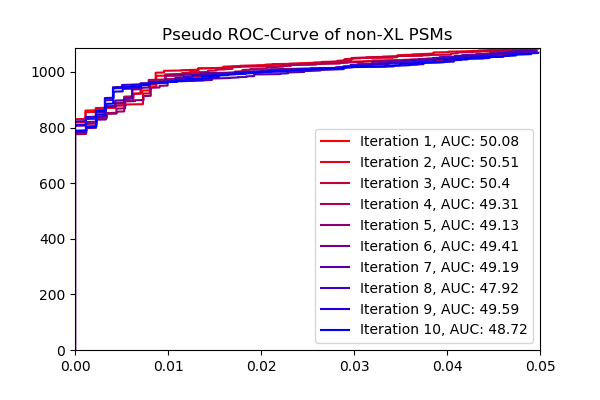 Pseudo ROC-Curve of non-XL PSMs
1000
800
600
400
200
0
Iteration 1, AUC: 50.08
Iteration 2, AUC: 50.51
Iteration 3, AUC: 50.4
Iteration 4, AUC: 49.31
Iteration 5, AUC: 49.13
Iteration 6, AUC: 49.41
Iteration 7, AUC: 49.19
Iteration 8, AUC: 47.92
Iteration 9, AUC: 49.59
Iteration 10, AUC: 48.72
0.00 0.01 0.02 0.03 0.04 0.05